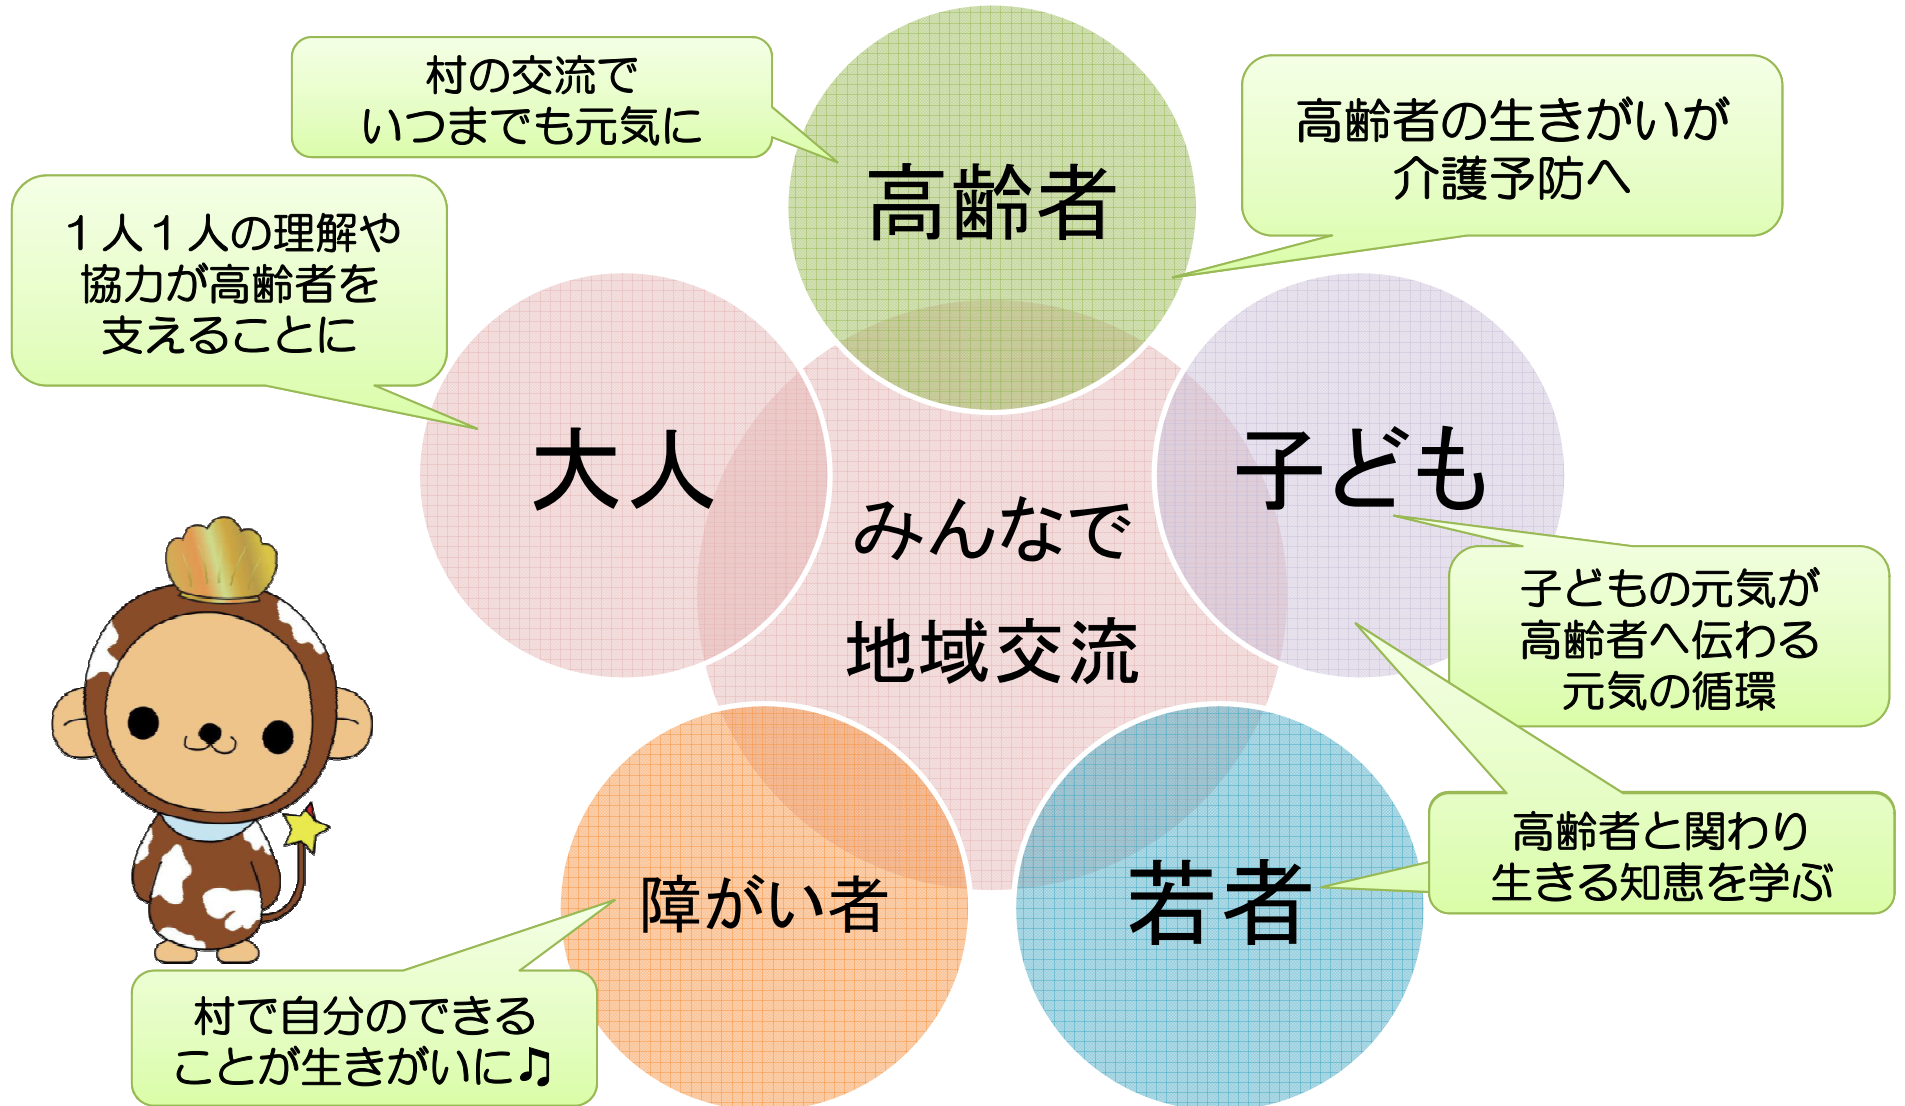 村の交流で
いつまでも元気に
高齢者の生きがいが
介護予防へ
高齢者
１人１人の理解や
協力が高齢者を
支えることに
大人
子ども
みんなで
地域交流
子どもの元気が
高齢者へ伝わる
元気の循環
高齢者と関わり
生きる知恵を学ぶ
障がい者
若者
村で自分のできる
ことが生きがいに♫